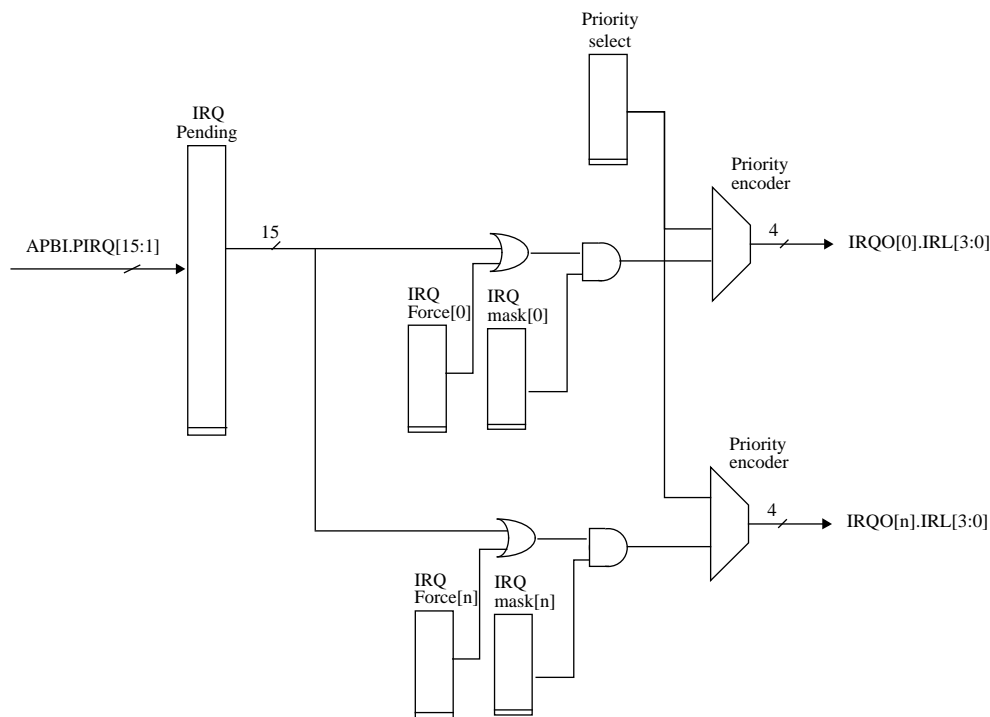 Priority
select
IRQ
Pending
Priority
encoder
15
4
APBI.PIRQ[15:1]
IRQO[0].IRL[3:0]
IRQ
Force[0]
IRQ
mask[0]
Priority
encoder
4
IRQO[n].IRL[3:0]
IRQ
Force[n]
IRQ
mask[n]